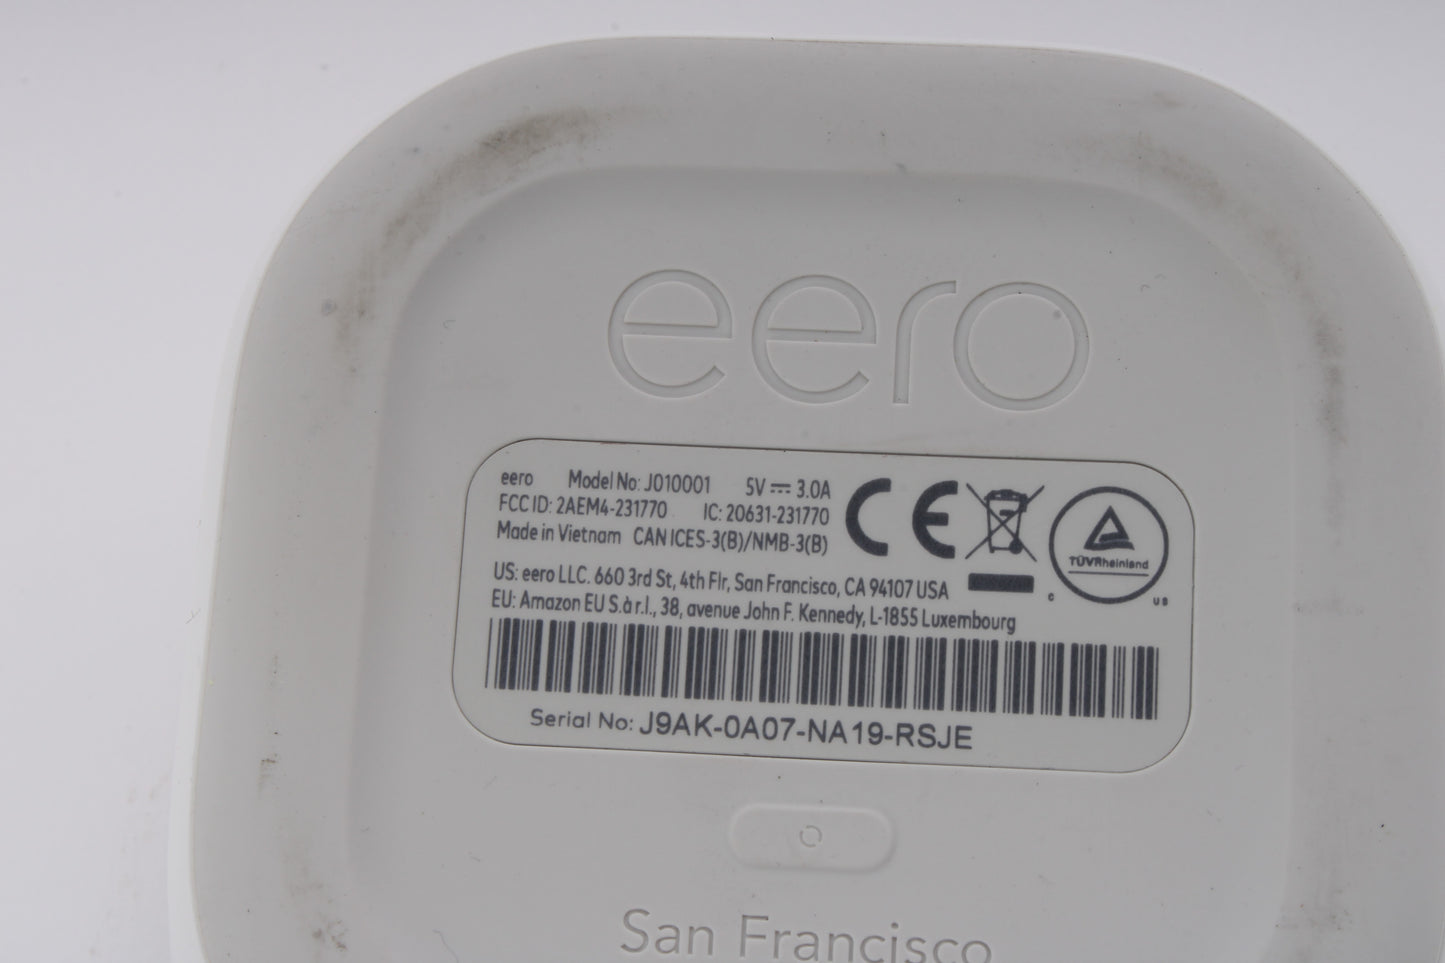 eero
eero Model No: J010001 5V ⎓ 3.0A
FCC ID: 2AEM4-231770 IC: 20631-231770
Made in Vietnam CAN ICES-3(B)/NMB-3(B)
CE
TÜVRheinland
C US
US: eero LLC. 660 3rd St, 4th Flr, San Francisco, CA 94107 USA
EU: Amazon EU S.à r.l., 38, avenue John F. Kennedy, L-1855 Luxembourg
Serial No: J9AK-0A07-NA19-RSJE
San Francisco